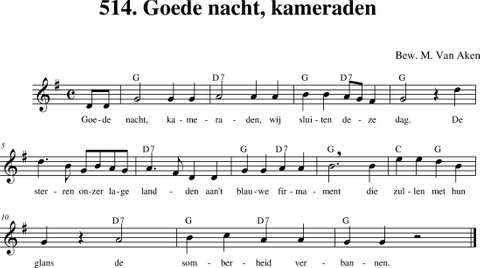 514. Goede nacht, kameraden
Bew. M. Van Aken
G D7 G D7 G
Goe-de nacht, ka-me-ra-den, wij slui-ten de-ze dag. De
5 D7 G D7 G C G
ster-ren on-zer la-ge land-den aan't blau-we fir-ma-ment die zul-len met hun
10 G D7 G D7 G
glans de som-ber-heid ver-ban-nen.